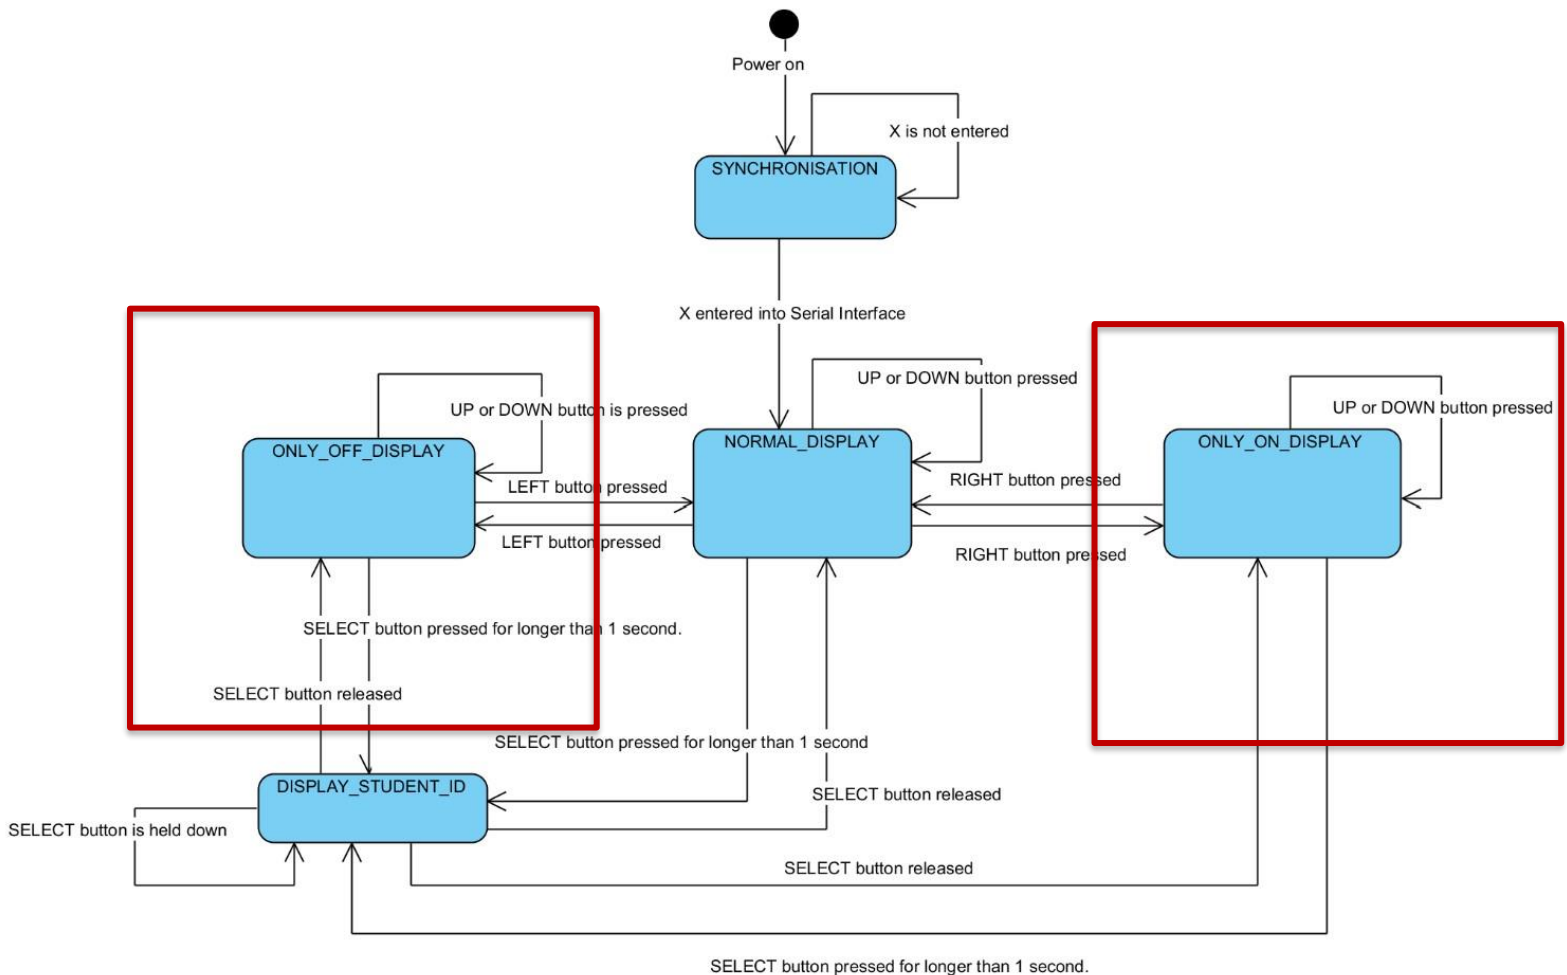 Power on
X is not entered
SYNCHRONISATION
X entered into Serial Interface
UP or DOWN button pressed
UP or DOWN button is pressed
UP or DOWN button pressed
ONLY_OFF_DISPLAY
NORMAL_DISPLAY
ONLY_ON_DISPLAY
LEFT button pressed
RIGHT button pressed
LEFT button pressed
RIGHT button pressed
SELECT button pressed for longer than 1 second.
SELECT button released
SELECT button pressed for longer than 1 second
DISPLAY_STUDENT_ID
SELECT button released
SELECT button is held down
SELECT button released
SELECT button pressed for longer than 1 second.